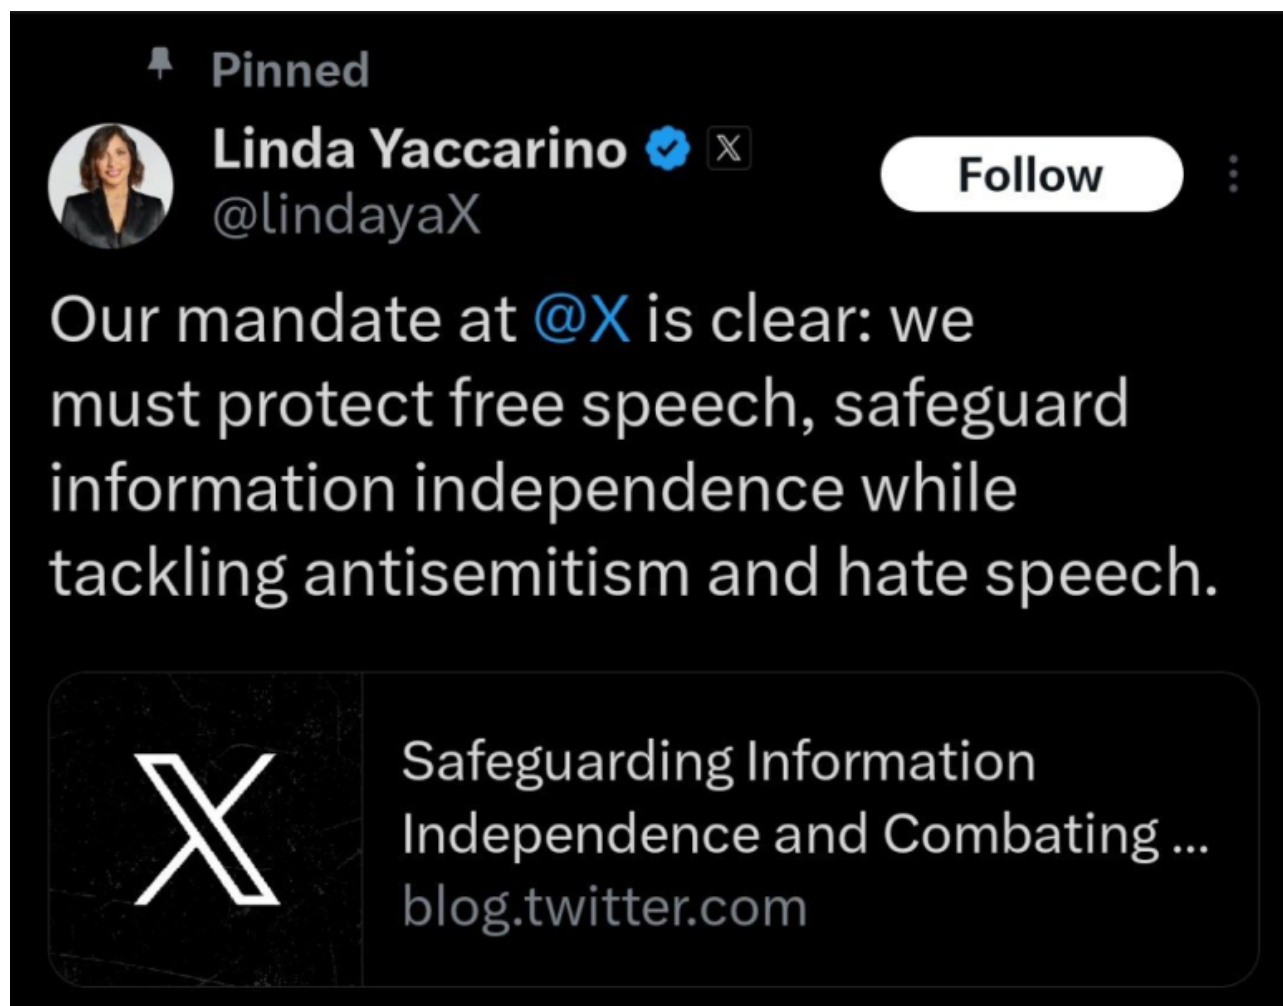 Pinned
Linda Yaccarino
@lindayaX
Follow
Our mandate at @X is clear: we
must protect free speech, safeguard
information independence while
tackling antisemitism and hate speech.
Safeguarding Information
Independence and Combating ...
blog.twitter.com